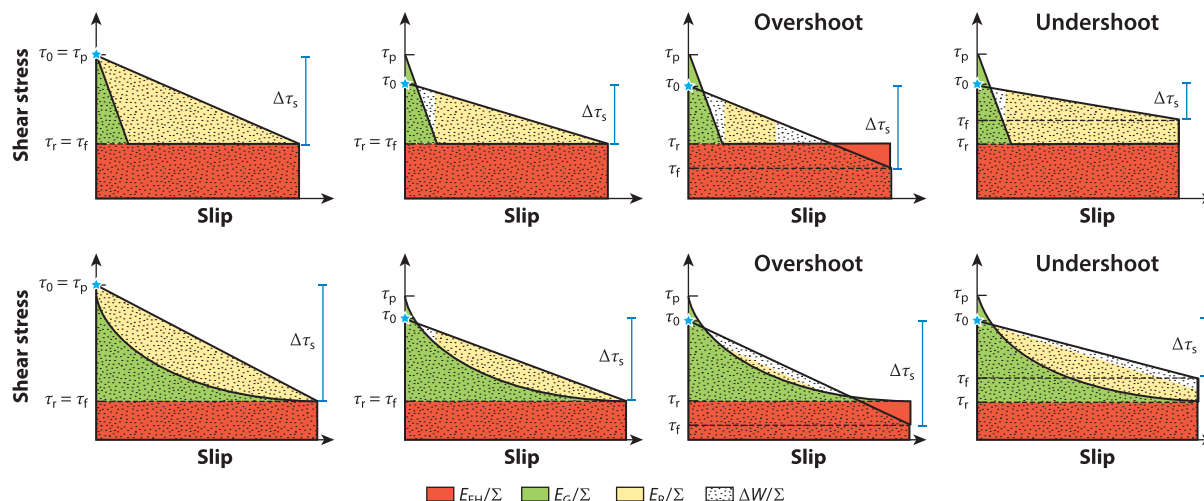 Overshoot
Undershoot
Shear stress
τ0 = τp
τr = τf
Δτs
Slip
τp
τ0
τr = τf
Δτs
Slip
τ0
τr
τf
Δτs
Slip
τp
τ0
τf
τr
Δτs
Slip
Overshoot
Undershoot
Shear stress
τ0 = τp
τr = τf
Δτs
Slip
τp
τ0
τr = τf
Δτs
Slip
τp
τ0
τr
τf
Δτs
Slip
τp
τ0
τf
τr
Δτs
Slip
EFH/Σ EG/Σ ER/Σ ΔW/Σ